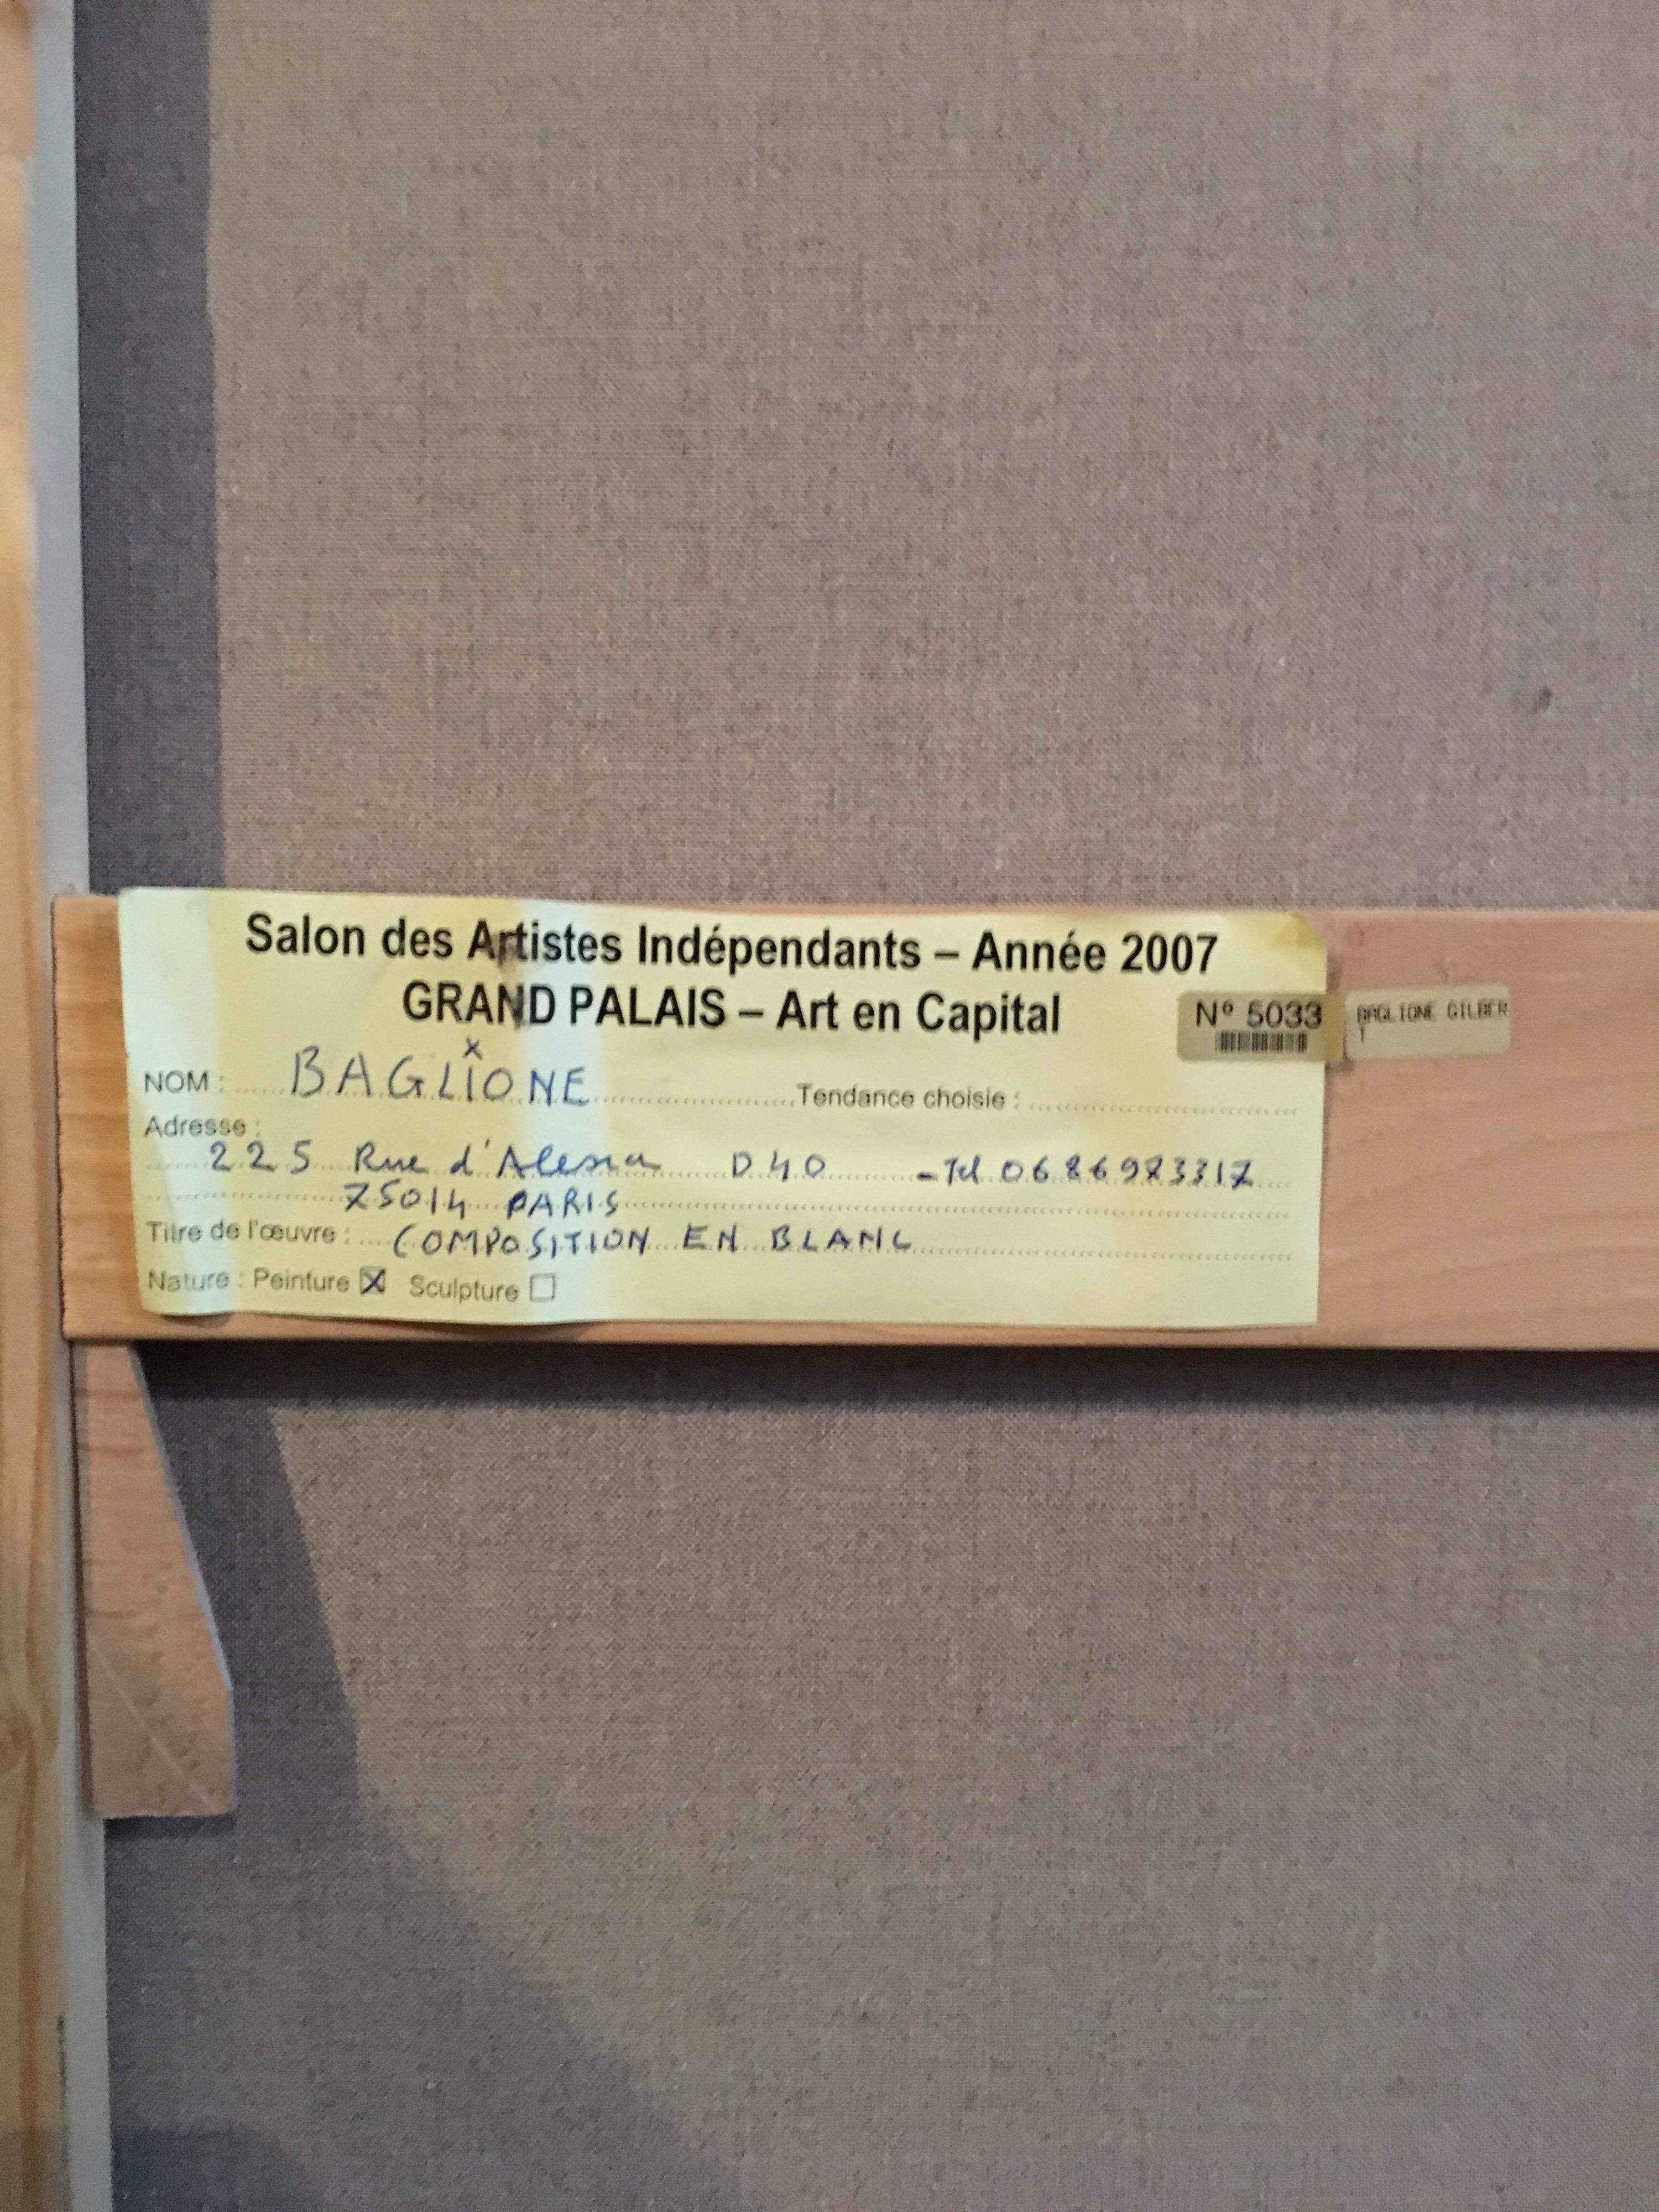 Salon des Artistes Indépendants – Année 2007
GRAND PALAIS – Art en Capital
N° 5033
BAGLIONE GILBER
T
NOM : BAGLIONE Tendance choisie :
Adresse :
225 Rue d'Alesia D40 - Tel 0686983317
75014 PARIS
Titre de l'œuvre : COMPOSITION EN BLANC
Nature : Peinture ☒ Sculpture ☐